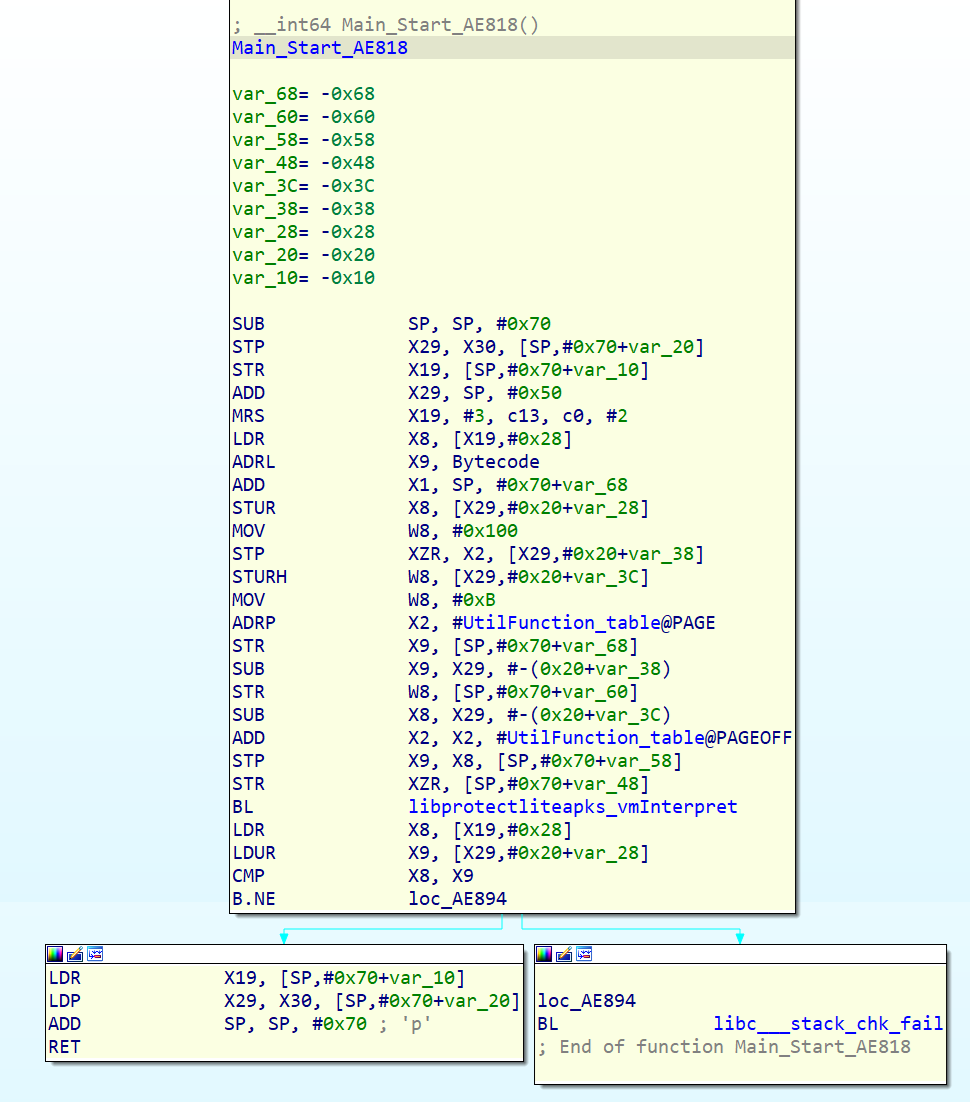 ; __int64 Main_Start_AE818()
Main_Start_AE818
var_68= -0x68
var_60= -0x60
var_58= -0x58
var_48= -0x48
var_3C= -0x3C
var_38= -0x38
var_28= -0x28
var_20= -0x20
var_10= -0x10
SUB SP, SP, #0x70
STP X29, X30, [SP,#0x70+var_20]
STR X19, [SP,#0x70+var_10]
ADD X29, SP, #0x50
MRS X19, #3, c13, c0, #2
LDR X8, [X19,#0x28]
ADRL X9, Bytecode
ADD X1, SP, #0x70+var_68
STUR X8, [X29,#0x20+var_28]
MOV W8, #0x100
STP XZR, X2, [X29,#0x20+var_38]
STURH W8, [X29,#0x20+var_3C]
MOV W8, #0xB
ADRP X2, #UtilFunction_table@PAGE
STR X9, [SP,#0x70+var_68]
SUB X9, X29, #-(0x20+var_38)
STR W8, [SP,#0x70+var_60]
SUB X8, X29, #-(0x20+var_3C)
ADD X2, X2, #UtilFunction_table@PAGEOFF
STP X9, X8, [SP,#0x70+var_58]
STR XZR, [SP,#0x70+var_48]
BL libprotectliteapks_vmInterpret
LDR X8, [X19,#0x28]
LDUR X9, [X29,#0x20+var_28]
CMP X8, X9
B.NE loc_AE894
LDR X19, [SP,#0x70+var_10]
LDP X29, X30, [SP,#0x70+var_20]
ADD SP, SP, #0x70 ; 'p'
RET
loc_AE894
BL libc___stack_chk_fail
; End of function Main_Start_AE818